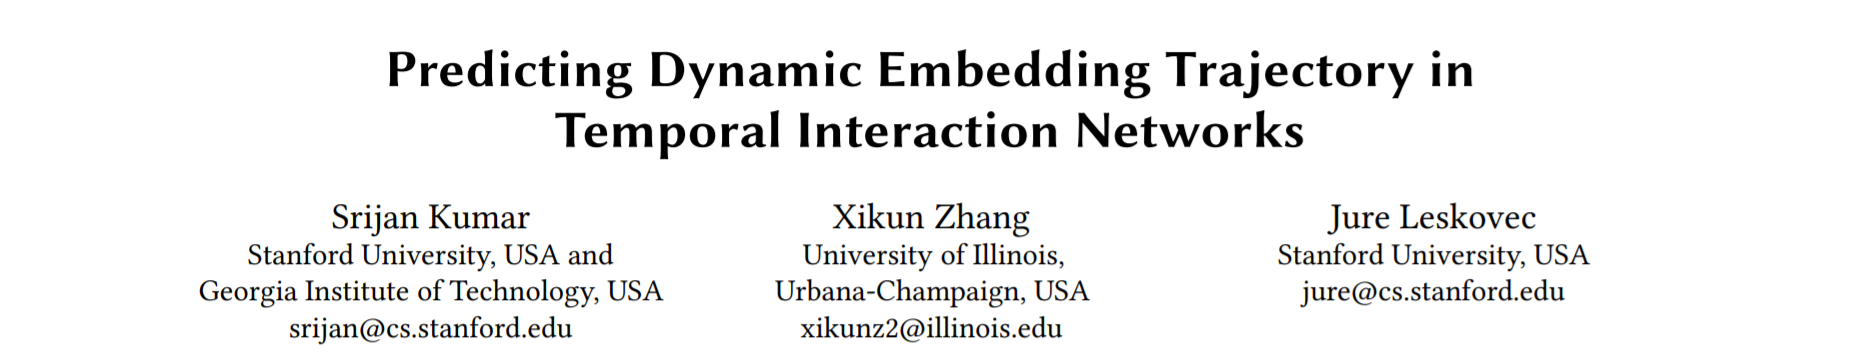 Predicting Dynamic Embedding Trajectory in
Temporal Interaction Networks
Srijan Kumar
Stanford University, USA and
Georgia Institute of Technology, USA
srijan@cs.stanford.edu
Xikun Zhang
University of Illinois,
Urbana-Champaign, USA
xikunz2@illinois.edu
Jure Leskovec
Stanford University, USA
jure@cs.stanford.edu